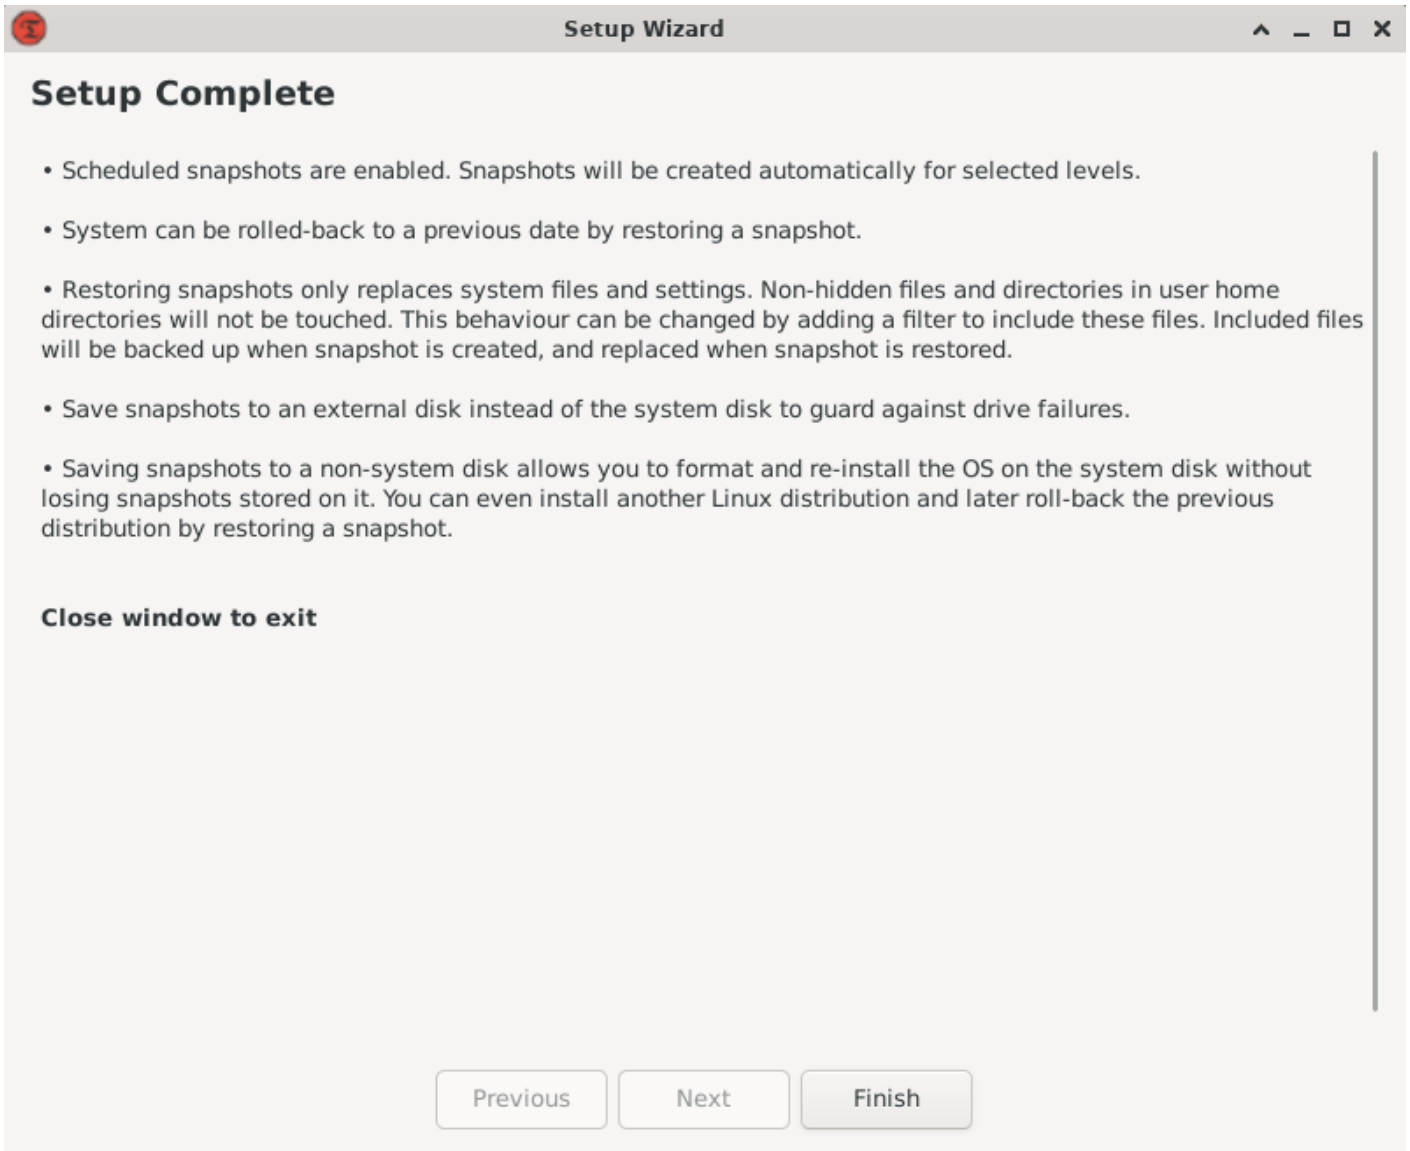 Setup Wizard
Setup Complete
• Scheduled snapshots are enabled. Snapshots will be created automatically for selected levels.
• System can be rolled-back to a previous date by restoring a snapshot.
• Restoring snapshots only replaces system files and settings. Non-hidden files and directories in user home
directories will not be touched. This behaviour can be changed by adding a filter to include these files. Included files
will be backed up when snapshot is created, and replaced when snapshot is restored.
• Save snapshots to an external disk instead of the system disk to guard against drive failures.
• Saving snapshots to a non-system disk allows you to format and re-install the OS on the system disk without
losing snapshots stored on it. You can even install another Linux distribution and later roll-back the previous
distribution by restoring a snapshot.
Close window to exit
Previous
Next
Finish